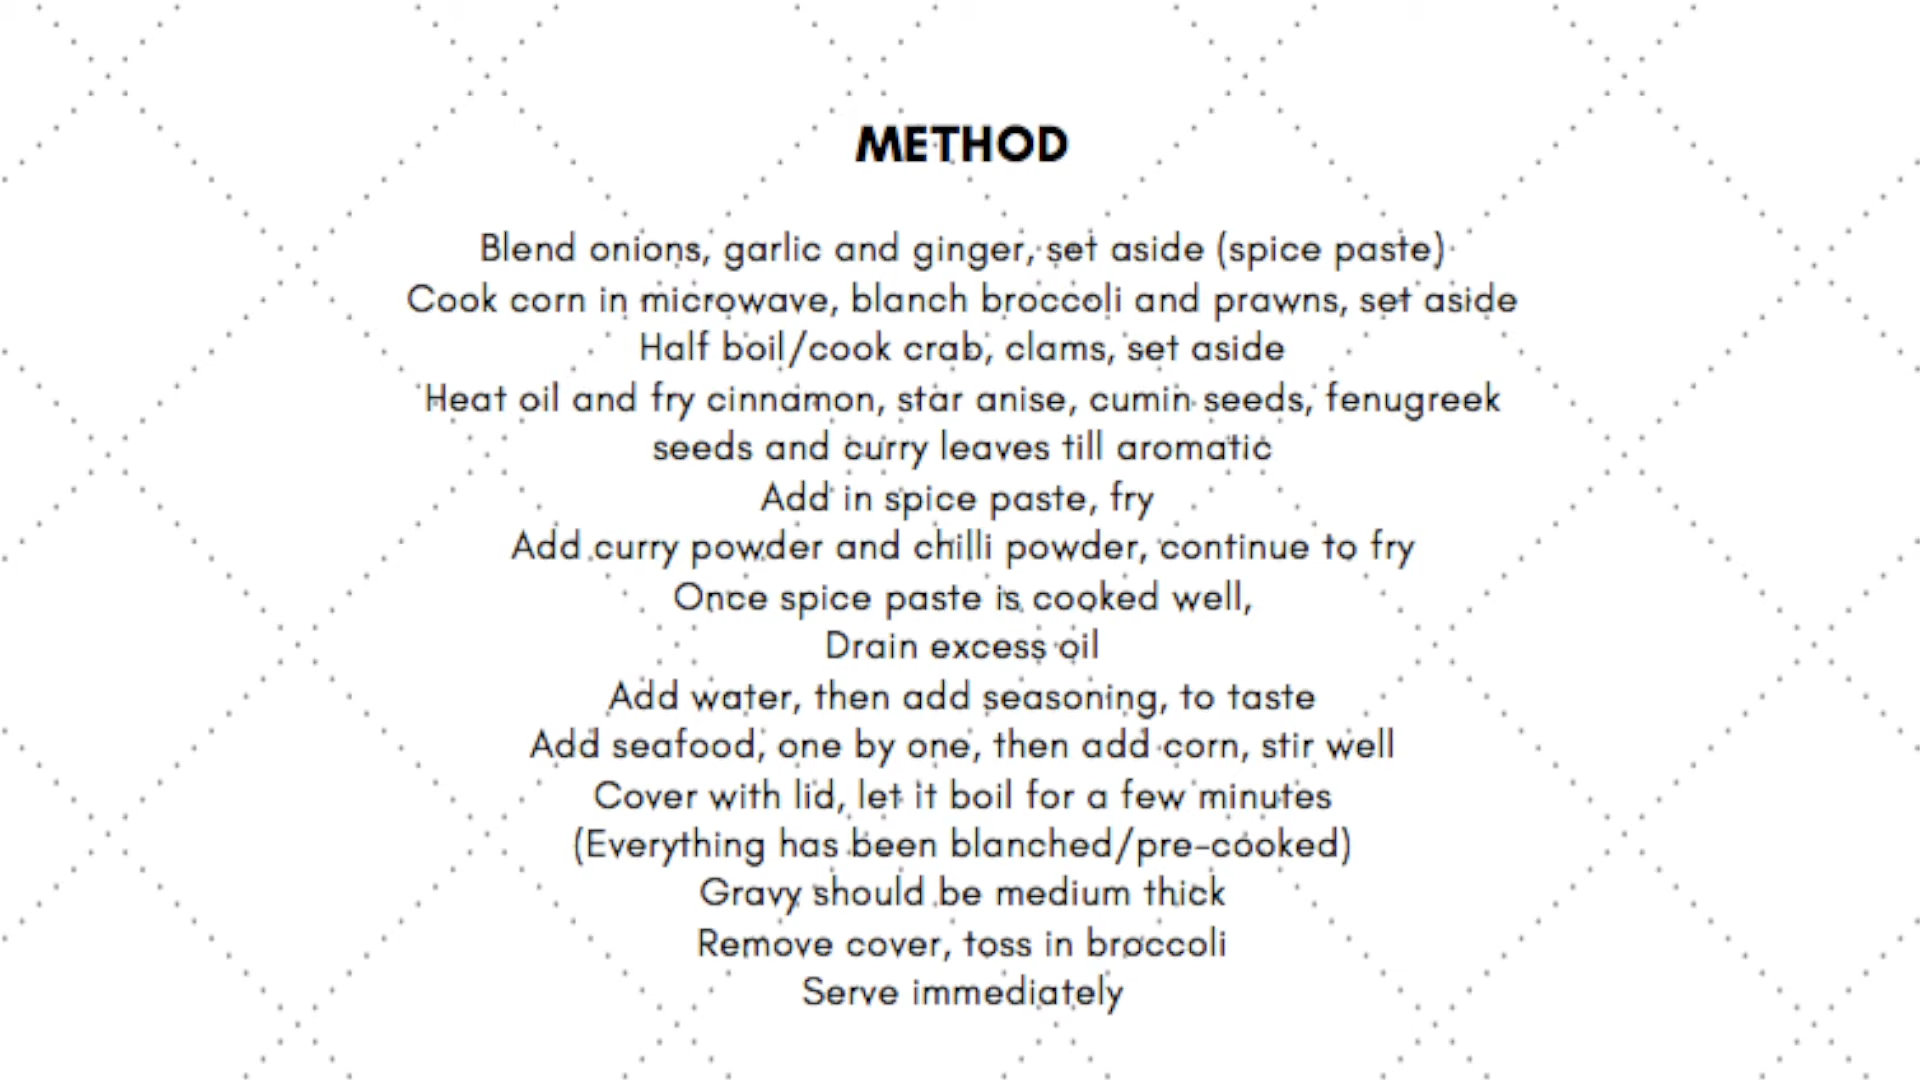 METHOD
Blend onions, garlic and ginger, set aside (spice paste)
Cook corn in microwave, blanch broccoli and prawns, set aside
Half boil/cook crab, clams, set aside
Heat oil and fry cinnamon, star anise, cumin seeds, fenugreek
seeds and curry leaves till aromatic
Add in spice paste, fry
Add curry powder and chilli powder, continue to fry
Once spice paste is cooked well,
Drain excess oil
Add water, then add seasoning, to taste
Add seafood, one by one, then add corn, stir well
Cover with lid, let it boil for a few minutes
(Everything has been blanched/pre-cooked)
Gravy should be medium thick
Remove cover, toss in broccoli
Serve immediately